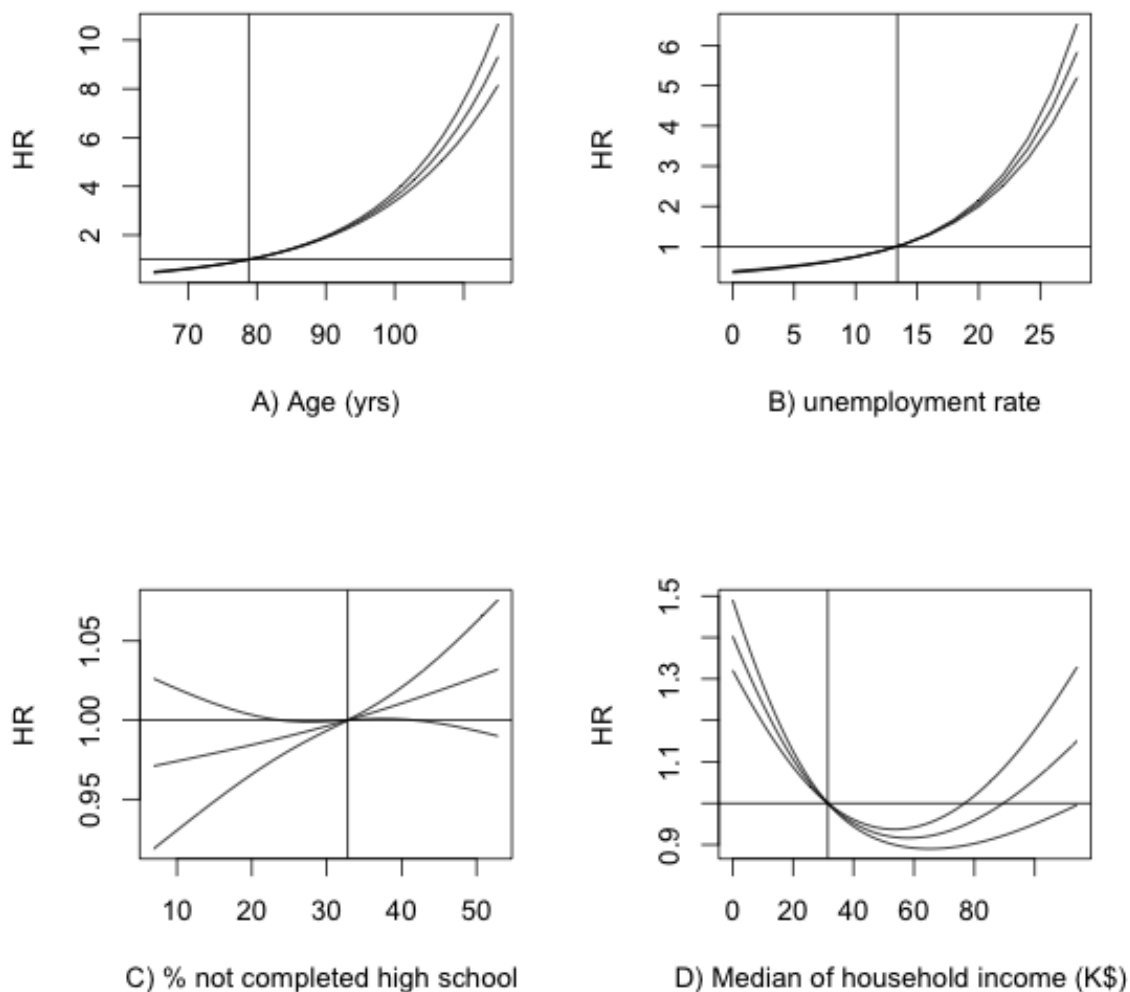 HR
2 4 6 8 10
70 80 90 100
A) Age (yrs)
HR
1 2 3 4 5 6
0 5 10 15 20 25
B) unemployment rate
HR
0.95 1.00 1.05
10 20 30 40 50
C) % not completed high school
HR
0.9 1.1 1.3 1.5
0 20 40 60 80
D) Median of household income (K$)